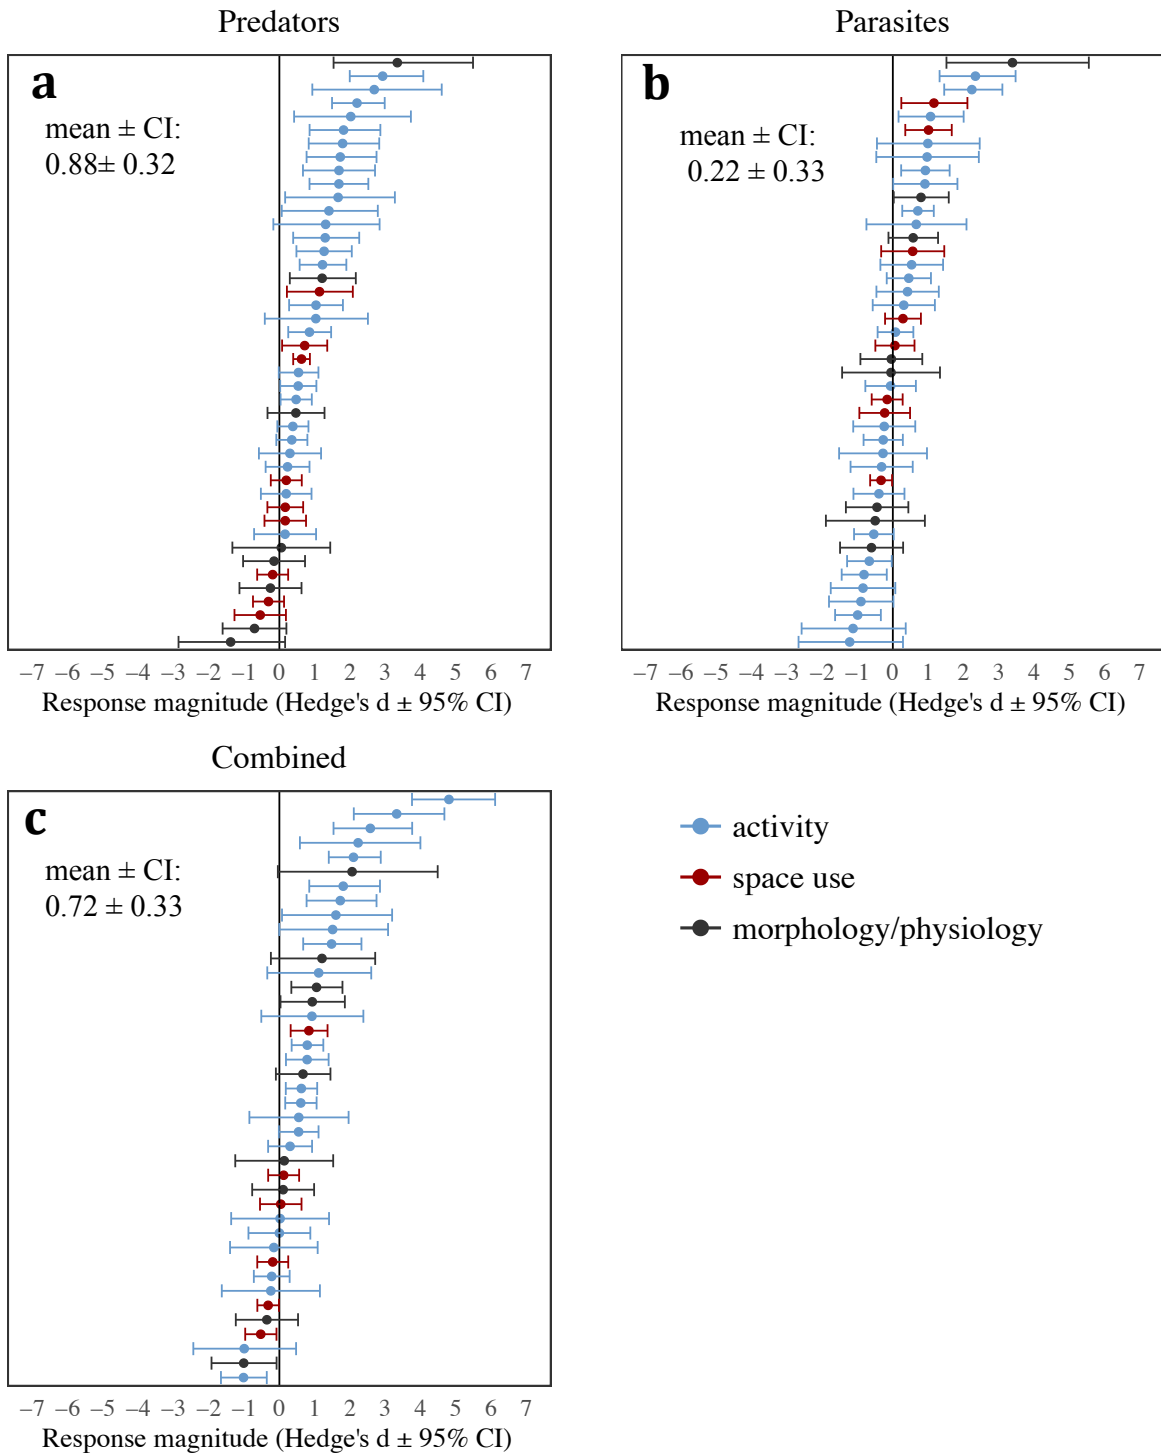 Predators
a
mean ± CI:
0.88± 0.32
−7 −6 −5 −4 −3 −2 −1 0 1 2 3 4 5 6 7
Response magnitude (Hedge's d ± 95% CI)
Parasites
b
mean ± CI:
0.22 ± 0.33
−7 −6 −5 −4 −3 −2 −1 0 1 2 3 4 5 6 7
Response magnitude (Hedge's d ± 95% CI)
Combined
c
mean ± CI:
0.72 ± 0.33
−7 −6 −5 −4 −3 −2 −1 0 1 2 3 4 5 6 7
Response magnitude (Hedge's d ± 95% CI)
activity
space use
morphology/physiology